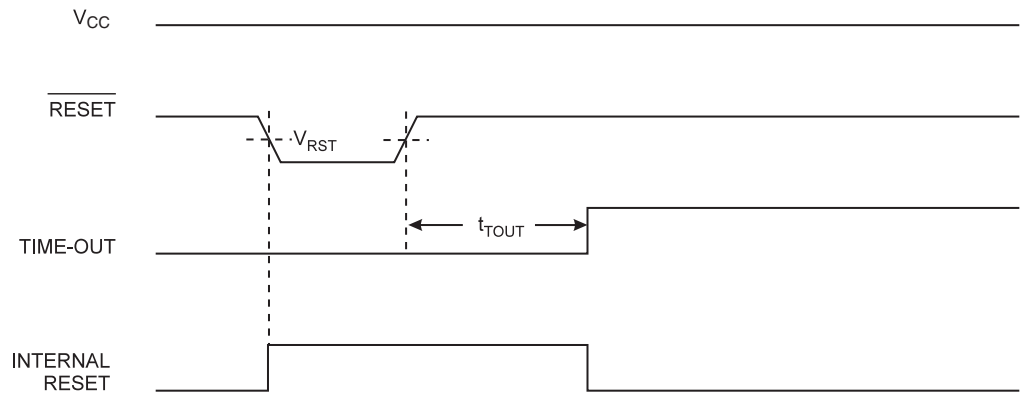 VCC
RESET
VRST
tTOUT
TIME-OUT
INTERNAL
RESET